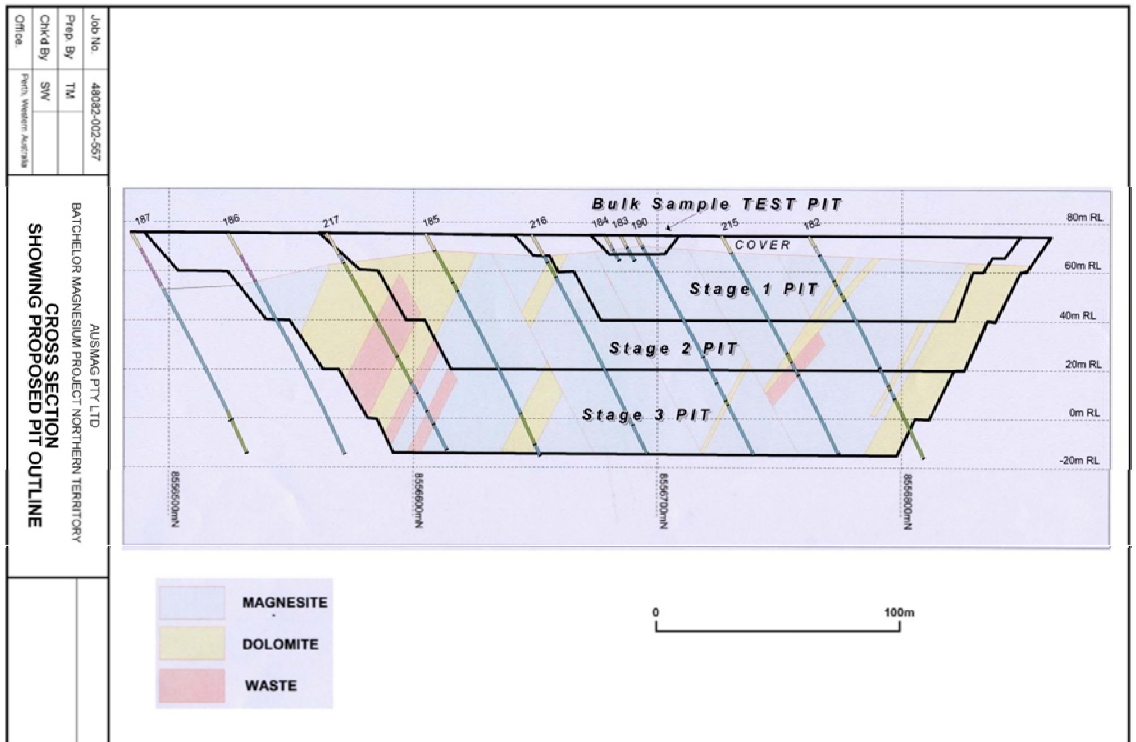 Job No. 48082-002-557
Prep. By TM
Chk'd By SW
Office. Perth, Western Australia
AUSMAG PTY LTD
BATCHELOR MAGNESIUM PROJECT NORTHERN TERRITORY
CROSS SECTION
SHOWING PROPOSED PIT OUTLINE
Bulk Sample TEST PIT
187 186 217 185 216 184 183 190 215 182
80m RL
COVER
60m RL
Stage 1 PIT
40m RL
Stage 2 PIT
20m RL
Stage 3 PIT
0m RL
-20m RL
8556500mN 8556600mN 8556700mN 8556800mN
MAGNESITE
DOLOMITE
WASTE
0 100m